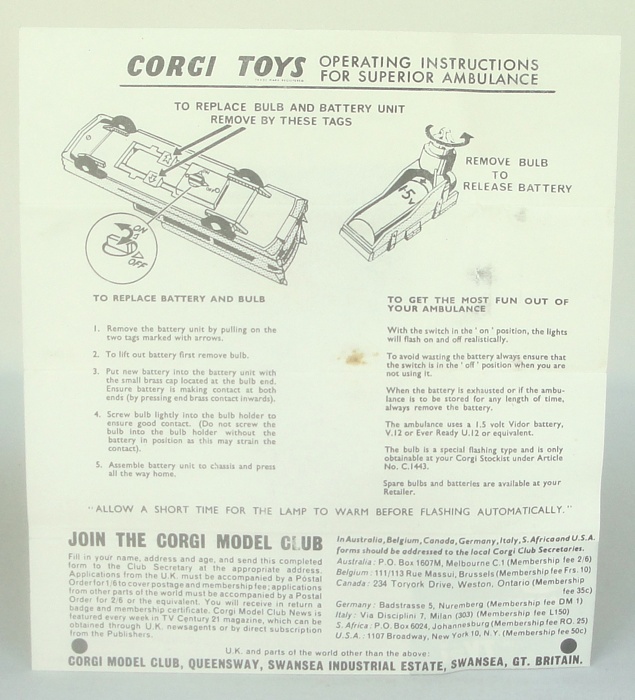 CORGI TOYS
OPERATING INSTRUCTIONS
FOR SUPERIOR AMBULANCE
TO REPLACE BULB AND BATTERY UNIT
REMOVE BY THESE TAGS
REMOVE BULB
TO
RELEASE BATTERY
1·5v
ON
OFF
TO REPLACE BATTERY AND BULB
1. Remove the battery unit by pulling on the
two tags marked with arrows.
2. To lift out battery first remove bulb.
3. Put new battery into the battery unit with
the small brass cap located at the bulb end.
Ensure battery is making contact at both
ends (by pressing end brass contact inwards).
4. Screw bulb lightly into the bulb holder to
ensure good contact. (Do not screw the
bulb into the bulb holder without the
battery in position as this may strain the
contact).
5. Assemble battery unit to chassis and press
all the way home.
TO GET THE MOST FUN OUT OF
YOUR AMBULANCE
With the switch in the ' on ' position, the lights
will flash on and off realistically.
To avoid wasting the battery always ensure that
the switch is in the ' off ' position when you are
not using it.
When the battery is exhausted or if the ambu-
lance is to be stored for any length of time,
always remove the battery.
The ambulance uses a 1.5 volt Vidor battery,
V.12 or Ever Ready U.12 or equivalent.
The bulb is a special flashing type and is only
obtainable at your Corgi Stockist under Article
No. C.1443.
Spare bulbs and batteries are available at your
Retailer.
"ALLOW A SHORT TIME FOR THE LAMP TO WARM BEFORE FLASHING AUTOMATICALLY."
JOIN THE CORGI MODEL CLUB
Fill in your name, address and age, and send this completed
form to the Club Secretary at the appropriate address.
Applications from the U.K. must be accompanied by a Postal
Order for 1/6 to cover postage and membership fee; applications
from other parts of the world must be accompanied by a Postal
Order for 2/6 or the equivalent. You will receive in return a
badge and membership certificate. Corgi Model Club News is
featured every week in TV Century 21 magazine, which can be
obtained through U.K. newsagents or by direct subscription
from the Publishers.
In Australia, Belgium, Canada, Germany, Italy, S. Africa and U.S.A.
forms should be addressed to the local Corgi Club Secretaries.
Australia: P.O. Box 1607M, Melbourne C.1 (Membership fee 2/6)
Belgium: 111/113 Rue Massui, Brussels (Membership fee Frs. 10)
Canada: 234 Toryork Drive, Weston, Ontario (Membership
fee 35c)
Germany: Badstrasse 5, Nuremberg (Membership fee DM 1)
Italy: Via Disciplini 7, Milan (303) (Membership fee L150)
S. Africa: P.O. Box 6024, Johannesburg (Membership fee RO. 25)
U.S.A.: 1107 Broadway, New York 10, N.Y. (Membership fee 50c)
U.K. and parts of the world other than the above:
CORGI MODEL CLUB, QUEENSWAY, SWANSEA INDUSTRIAL ESTATE, SWANSEA, GT. BRITAIN.